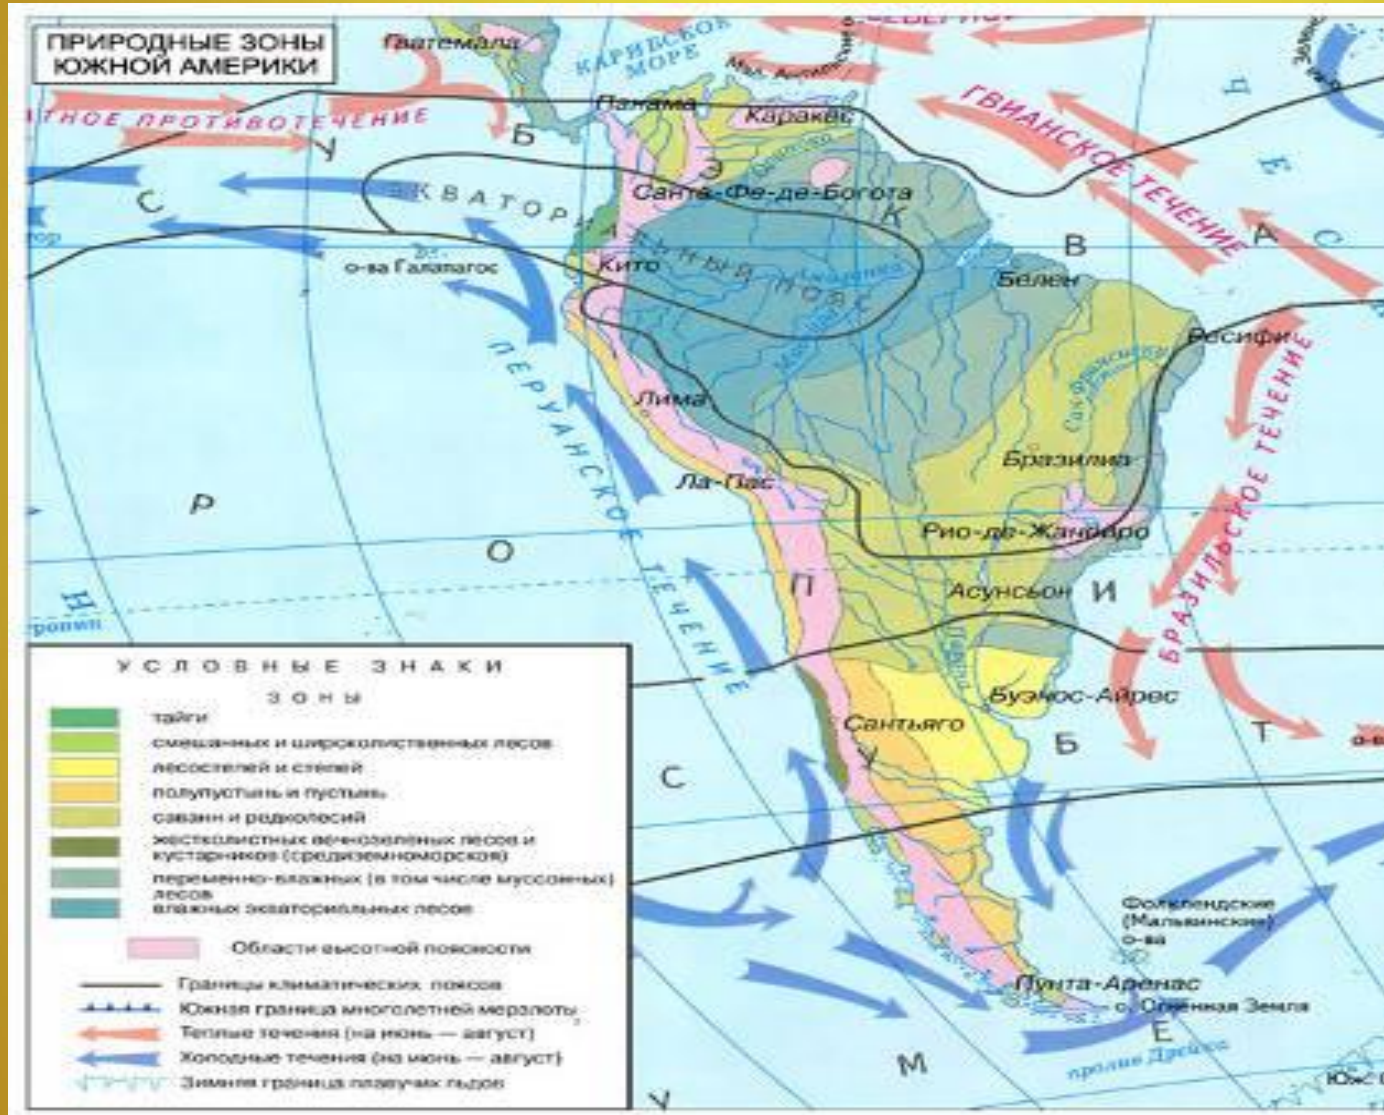 ПРИРОДНЫЕ ЗОНЫ
ЮЖНОЙ АМЕРИКИ
Гватемала
КАРИБСКОЕ
МОРЕ
Панама
Каракас
ГВИАНСКОЕ ТЕЧЕНИЕ
ПРОТИВОТЕЧЕНИЕ
Санта-Фе-де-Богота
ЭКВАТОРИАЛЬНЫЙ ПОЯС
о-ва Галапагос
Кито
Белен
Ресифи
Лима
Ла-Пас
Бразилиа
ПЕРУАНСКОЕ ТЕЧЕНИЕ
БРАЗИЛЬСКОЕ ТЕЧЕНИЕ
Рио-де-Жанейро
Асунсьон
Парана
Буэнос-Айрес
Сантьяго
Фолклендские
(Мальвинские)
о-ва
Пунта-Аренас
о. Огненная Земля
пролив Дрейка
УСЛОВНЫЕ ЗНАКИ
зоны
тайги
смешанных и широколиственных лесов
лесостепей и степей
полупустынь и пустынь
саванн и редколесий
жестколистных вечнозеленых лесов и
кустарников (средиземноморская)
переменно-влажных (в том числе муссонных)
лесов
влажных экваториальных лесов
Области высотной поясности
Границы климатических поясов
Южная граница многолетней мерзлоты
Теплые течения (на июнь — август)
Холодные течения (на июнь — август)
Зимняя граница плавучих льдов